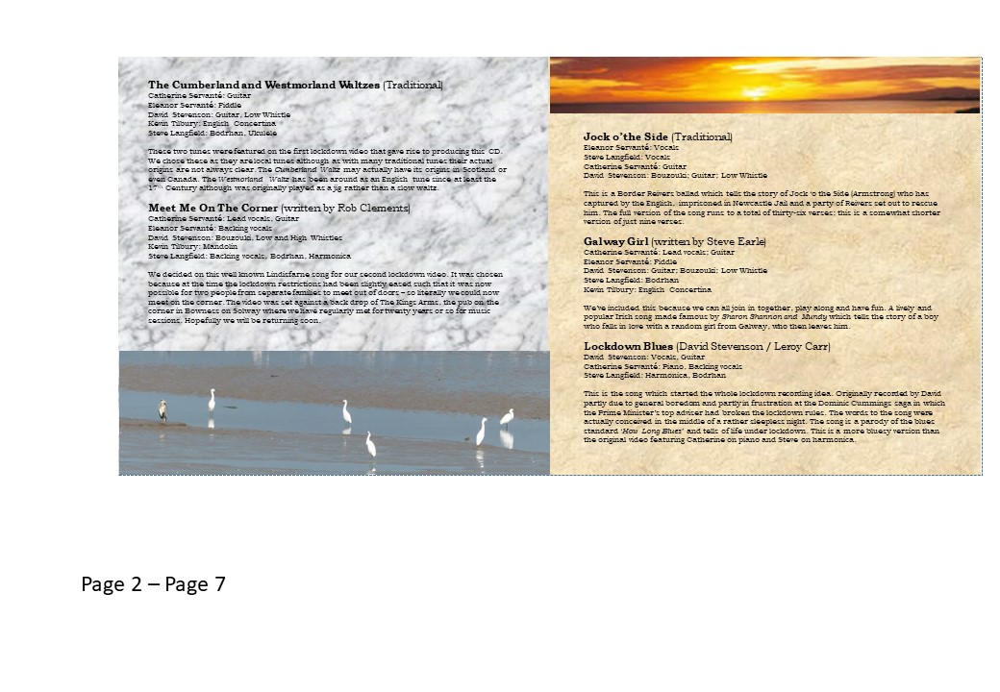 The Cumberland and Westmorland Waltzes (Traditional)
Catherine Servanté: Guitar
Eleanor Servanté: Fiddle
David Stevenson: Guitar, Low Whistle
Kevin Tilbury: English Concertina
Steve Langfield: Bodrhan, Ukulele
These two tunes were featured on the first lockdown video that gave rise to producing this CD.
We chose these as they are local tunes although as with many traditional tunes their actual
origins are not always clear. The Cumberland Waltz may actually have its origins in Scotland or
even Canada. The Westmorland Waltz has been around as an English tune since at least the
17th Century although was originally played as a jig rather than a slow waltz.
Meet Me On The Corner (written by Rob Clements)
Catherine Servanté: Lead vocals, Guitar
Eleanor Servanté: Backing vocals
David Stevenson: Bouzouki, Low and High Whistles
Kevin Tilbury: Mandolin
Steve Langfield: Backing vocals, Bodrhan, Harmonica
We decided on this well known Lindisfarne song for our second lockdown video. It was chosen
because at the time the lockdown restrictions had been slightly eased such that it was now
possible for two people from separate families to meet out of doors – so literally we could now
meet on the corner. The video was set against a back drop of The Kings Arms, the pub on the
corner in Bowness on Solway where we have regularly met for twenty years or so for music
sessions. Hopefully we will be returning soon.
Jock o'the Side (Traditional)
Eleanor Servanté: Vocals
Steve Langfield: Vocals
Catherine Servanté: Guitar
David Stevenson: Bouzouki; Guitar; Low Whistle
This is a Border Reivers ballad which tells the story of Jock 'o the Side (Armstrong) who has
captured by the English, imprisoned in Newcastle Jail and a party of Reivers set out to rescue
him. The full version of the song runs to a total of thirty-six verses; this is a somewhat shorter
version of just nine verses.
Galway Girl (written by Steve Earle)
Catherine Servanté: Lead vocals; Guitar
Eleanor Servanté: Fiddle
David Stevenson: Guitar; Bouzouki; Low Whistle
Steve Langfield: Bodrhan
Kevin Tilbury: English Concertina
We've included this because we can all join in together, play along and have fun. A lively and
popular Irish song made famous by Sharon Shannon and Mundy which tells the story of a boy
who falls in love with a random girl from Galway, who then leaves him.
Lockdown Blues (David Stevenson / Leroy Carr)
David Stevenson: Vocals, Guitar
Catherine Servanté: Piano, Backing vocals
Steve Langfield: Harmonica, Bodrhan
This is the song which started the whole lockdown recording idea. Originally recorded by David
partly due to general boredom and partly in frustration at the Dominic Cummings saga in which
the Prime Minister's top adviser had broken the lockdown rules. The words to the song were
actually conceived in the middle of a rather sleepless night. The song is a parody of the blues
standard 'How Long Blues' and tells of life under lockdown. This is a more bluesy version than
the original video featuring Catherine on piano and Steve on harmonica.
Page 2 – Page 7